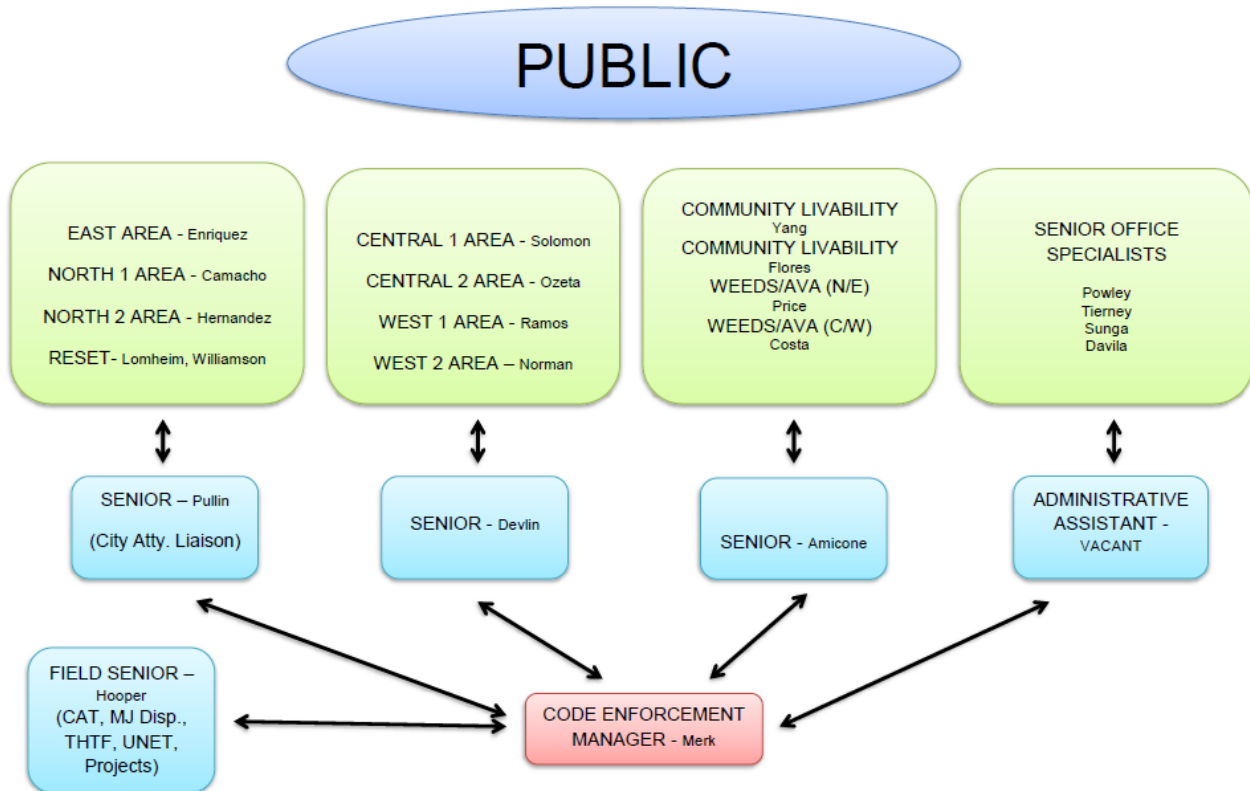 PUBLIC
EAST AREA - Enriquez
NORTH 1 AREA - Camacho
NORTH 2 AREA - Hernandez
RESET- Lomheim, Williamson
CENTRAL 1 AREA - Solomon
CENTRAL 2 AREA - Ozeta
WEST 1 AREA - Ramos
WEST 2 AREA – Norman
COMMUNITY LIVABILITY
Yang
COMMUNITY LIVABILITY
Flores
WEEDS/AVA (N/E)
Price
WEEDS/AVA (C/W)
Costa
SENIOR OFFICE
SPECIALISTS
Powley
Tierney
Sunga
Davila
SENIOR – Pullin
(City Atty. Liaison)
SENIOR - Devlin
SENIOR - Amicone
ADMINISTRATIVE
ASSISTANT -
VACANT
FIELD SENIOR –
Hooper
(CAT, MJ Disp.,
THTF, UNET,
Projects)
CODE ENFORCEMENT
MANAGER - Merk